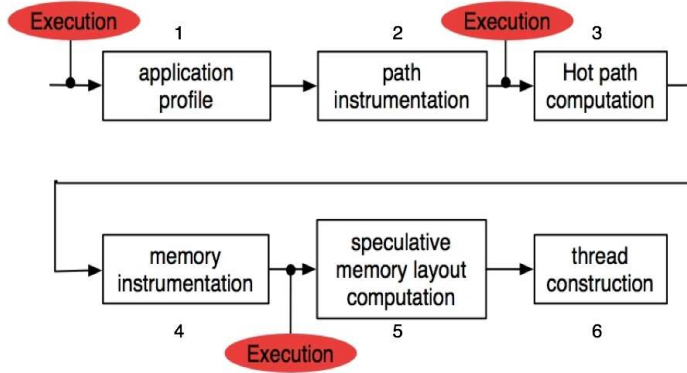 Execution
1
2
Execution
3
application
profile
path
instrumentation
Hot path
computation
memory
instrumentation
speculative
memory layout
computation
thread
construction
4
5
6
Execution